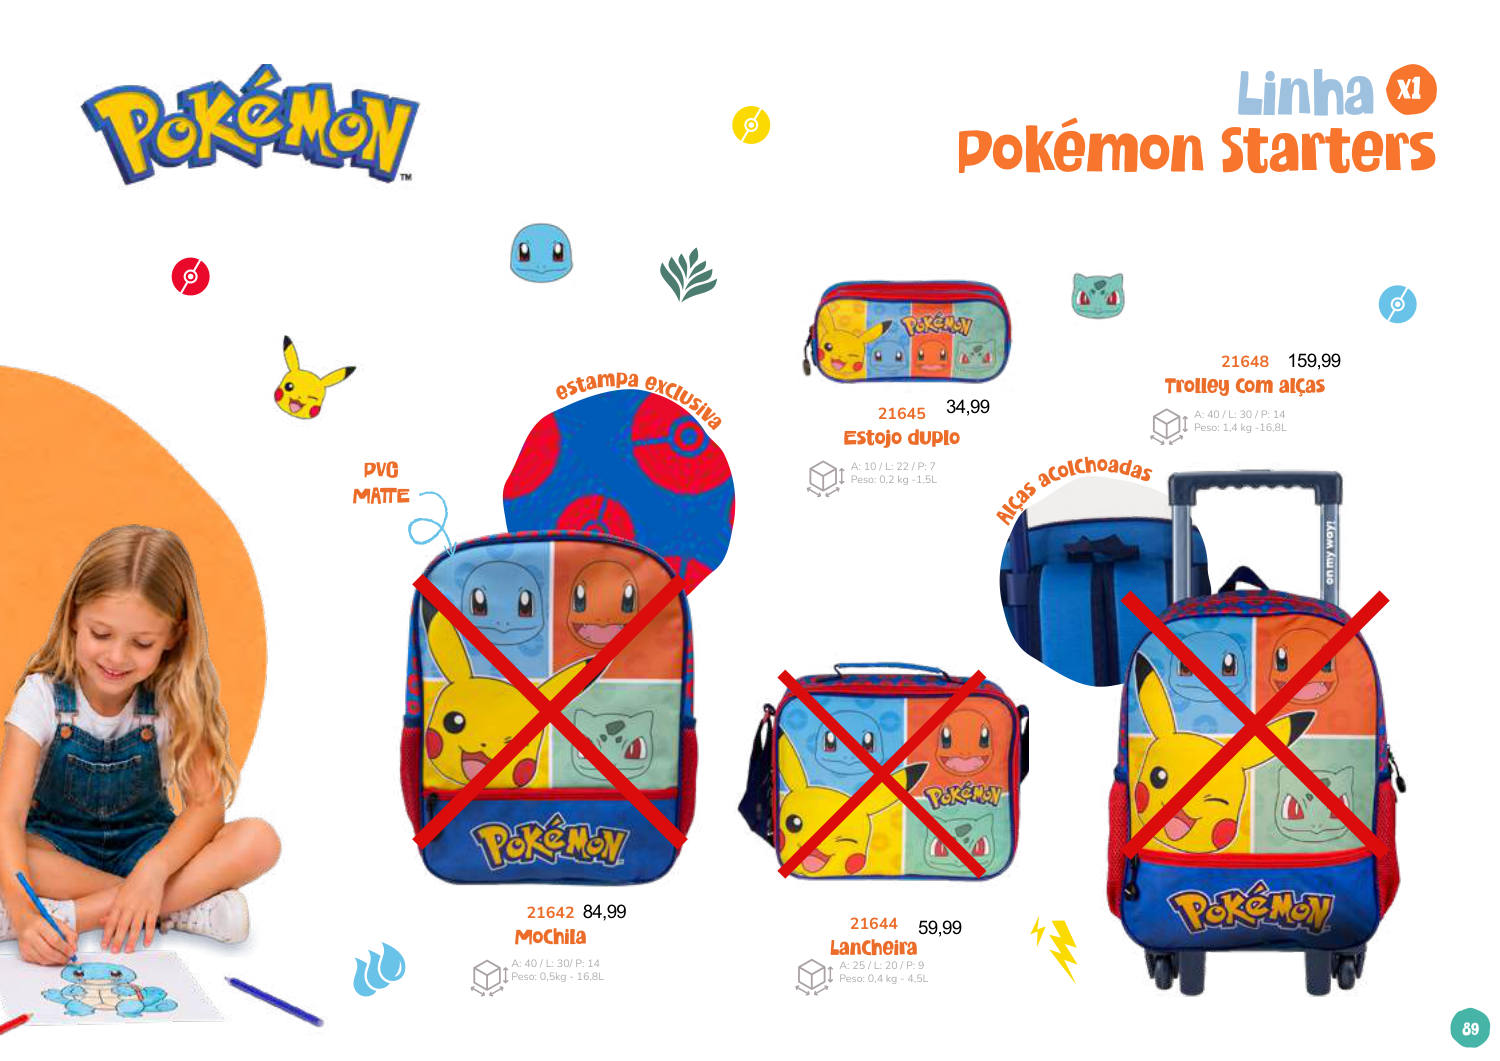 POKÉMON
TM
Linha x1
Pokémon Starters
estampa exclusiva
PVC
MATTE
POKÉMON
21645 34,99
Estojo duplo
A: 10 / L: 22 / P: 7
Peso: 0,2 kg -1,5L
21648 159,99
Trolley com alças
A: 40 / L: 30 / P: 14
Peso: 1,4 kg -16,8L
Alças acolchoadas
on my way!
POKÉMON
POKÉMON
POKÉMON
21642 84,99
Mochila
A: 40 / L: 30/ P: 14
Peso: 0,5kg - 16,8L
21644 59,99
Lancheira
A: 25 / L: 20 / P: 9
Peso: 0,4 kg - 4,5L
89